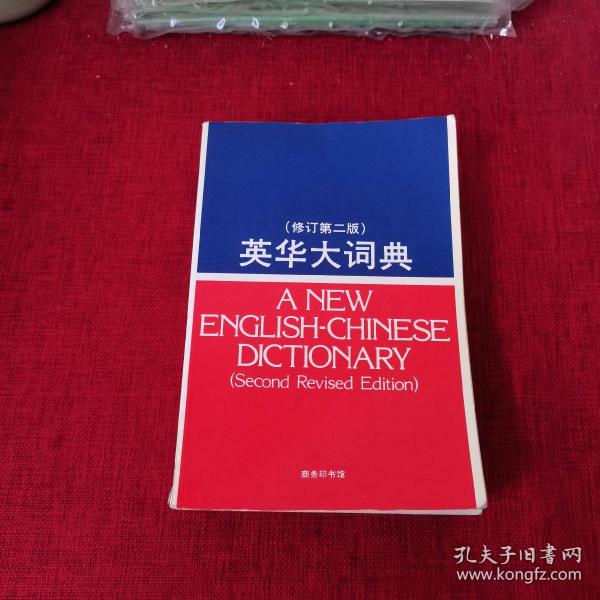 （修订第二版）
英华大词典
A NEW
ENGLISH-CHINESE
DICTIONARY
(Second Revised Edition)
商务印书馆
孔夫子旧书网
www.kongfz.com